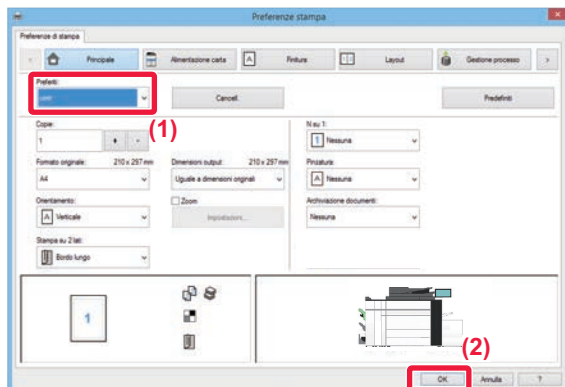 Preferenze stampa
Preferenze di stampa
Principale
Alimentazione carta
Finitura
Layout
Gestione processo
Preferiti:
user
Cancell.
Predefiniti
(1)
Copie:
1
N su 1:
Nessuna
Formato originale: 210 x 297 mm
A4
Dimensioni output: 210 x 297 mm
Uguale a dimensioni originali
Pinzatura:
Nessuna
Orientamento:
Verticale
Zoom
Impostazioni...
Archiviazione documenti:
Nessuna
Stampa su 2 lati:
Bordo lungo
1
(2)
OK
Annulla
?